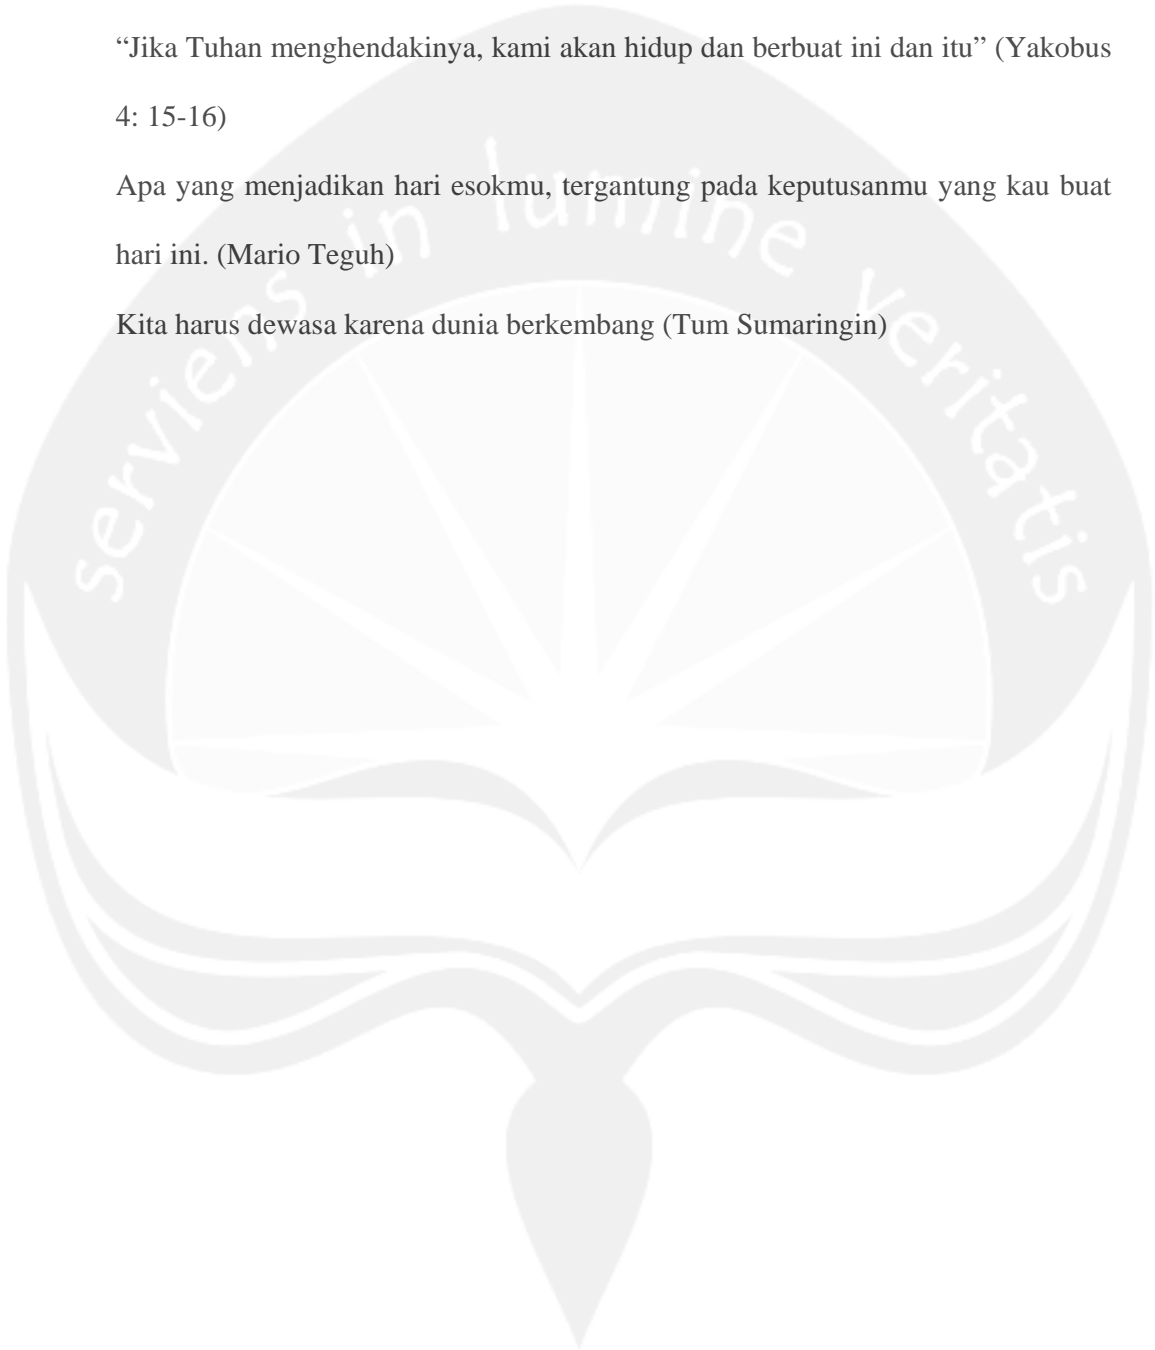 “Jika Tuhan menghendakinya, kami akan hidup dan berbuat ini dan itu” (Yakobus
4: 15-16)
Apa yang menjadikan hari esokmu, tergantung pada keputusanmu yang kau buat
hari ini. (Mario Teguh)
Kita harus dewasa karena dunia berkembang (Tum Sumaringin)
serviens in lumine veritatis